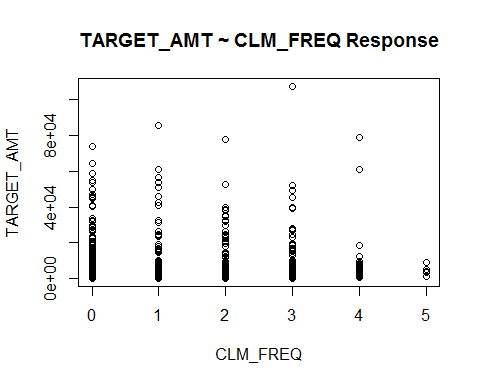 TARGET_AMT ~ CLM_FREQ Response
TARGET_AMT
8e+04
4e+04
0e+00
0 1 2 3 4 5
CLM_FREQ